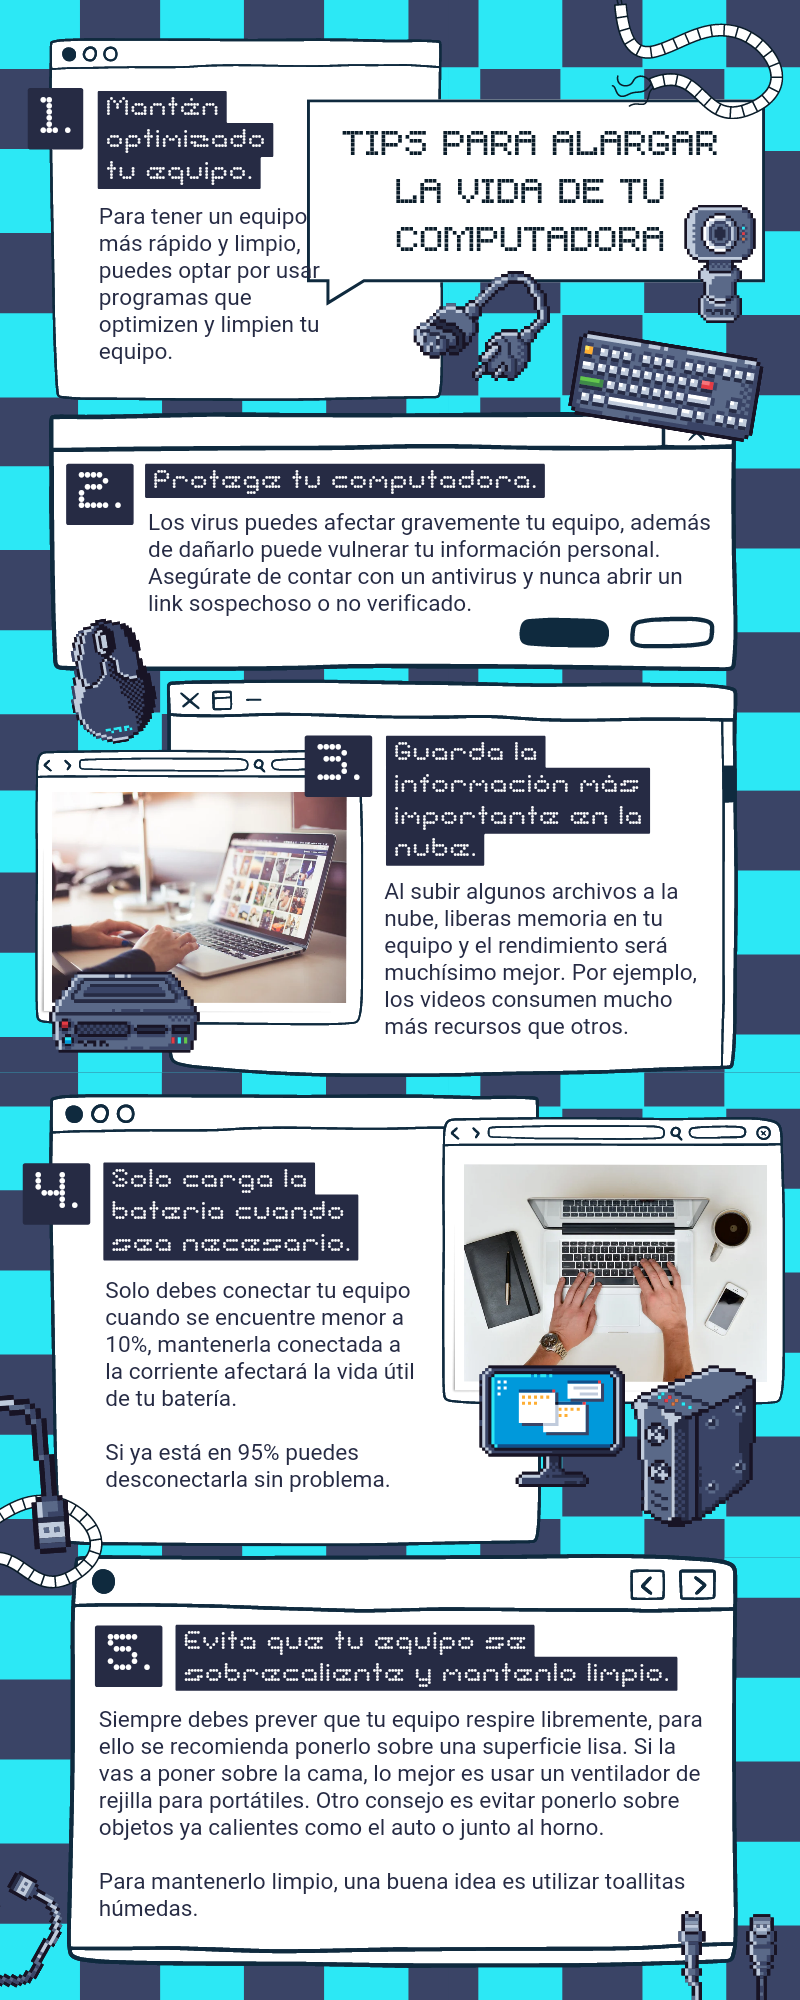 TIPS PARA ALARGAR
LA VIDA DE TU
COMPUTADORA
1.
Mantén
optimizado
tu equipo.
Para tener un equipo
más rápido y limpio,
puedes optar por usar
programas que
optimizen y limpien tu
equipo.
2.
Protege tu computadora.
Los virus puedes afectar gravemente tu equipo, además
de dañarlo puede vulnerar tu información personal.
Asegúrate de contar con un antivirus y nunca abrir un
link sospechoso o no verificado.
3.
Guarda la
información más
importante en la
nube.
Al subir algunos archivos a la
nube, liberas memoria en tu
equipo y el rendimiento será
muchísimo mejor. Por ejemplo,
los videos consumen mucho
más recursos que otros.
4.
Solo carga la
bateria cuando
sea necesario.
Solo debes conectar tu equipo
cuando se encuentre menor a
10%, mantenerla conectada a
la corriente afectará la vida útil
de tu batería.
Si ya está en 95% puedes
desconectarla sin problema.
5.
Evita que tu equipo se
sobrecaliente y mantenlo limpio.
Siempre debes prever que tu equipo respire libremente, para
ello se recomienda ponerlo sobre una superficie lisa. Si la
vas a poner sobre la cama, lo mejor es usar un ventilador de
rejilla para portátiles. Otro consejo es evitar ponerlo sobre
objetos ya calientes como el auto o junto al horno.
Para mantenerlo limpio, una buena idea es utilizar toallitas
húmedas.